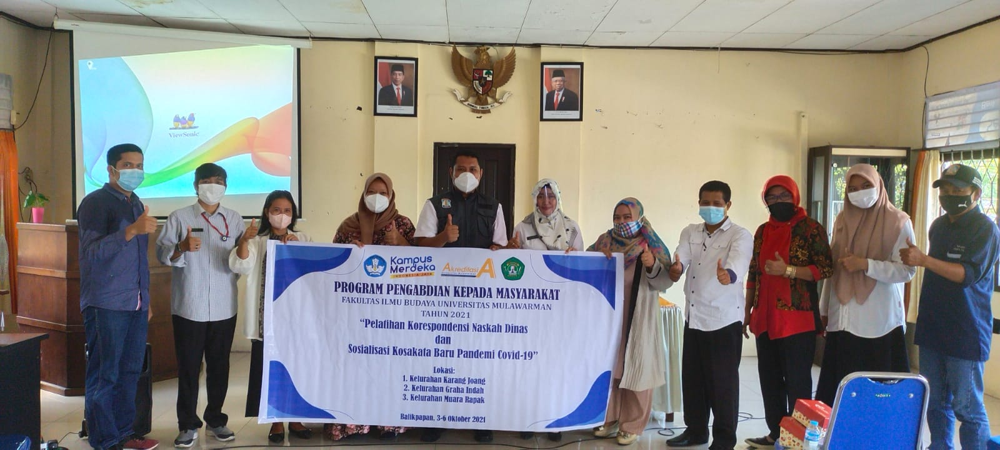 ViewSonic
Kampus
Merdeka
INDONESIA JAYA
Akreditasi A
PROGRAM PENGABDIAN KEPADA MASYARAKAT
FAKULTAS ILMU BUDAYA UNIVERSITAS MULAWARMAN
TAHUN 2021
“Pelatihan Korespondensi Naskah Dinas
dan
Sosialisasi Kosakata Baru Pandemi Covid-19”
Lokasi:
1. Kelurahan Karang Joang
2. Kelurahan Graha Indah
3. Kelurahan Muara Rapak
Balikpapan, 3-6 Oktober 2021